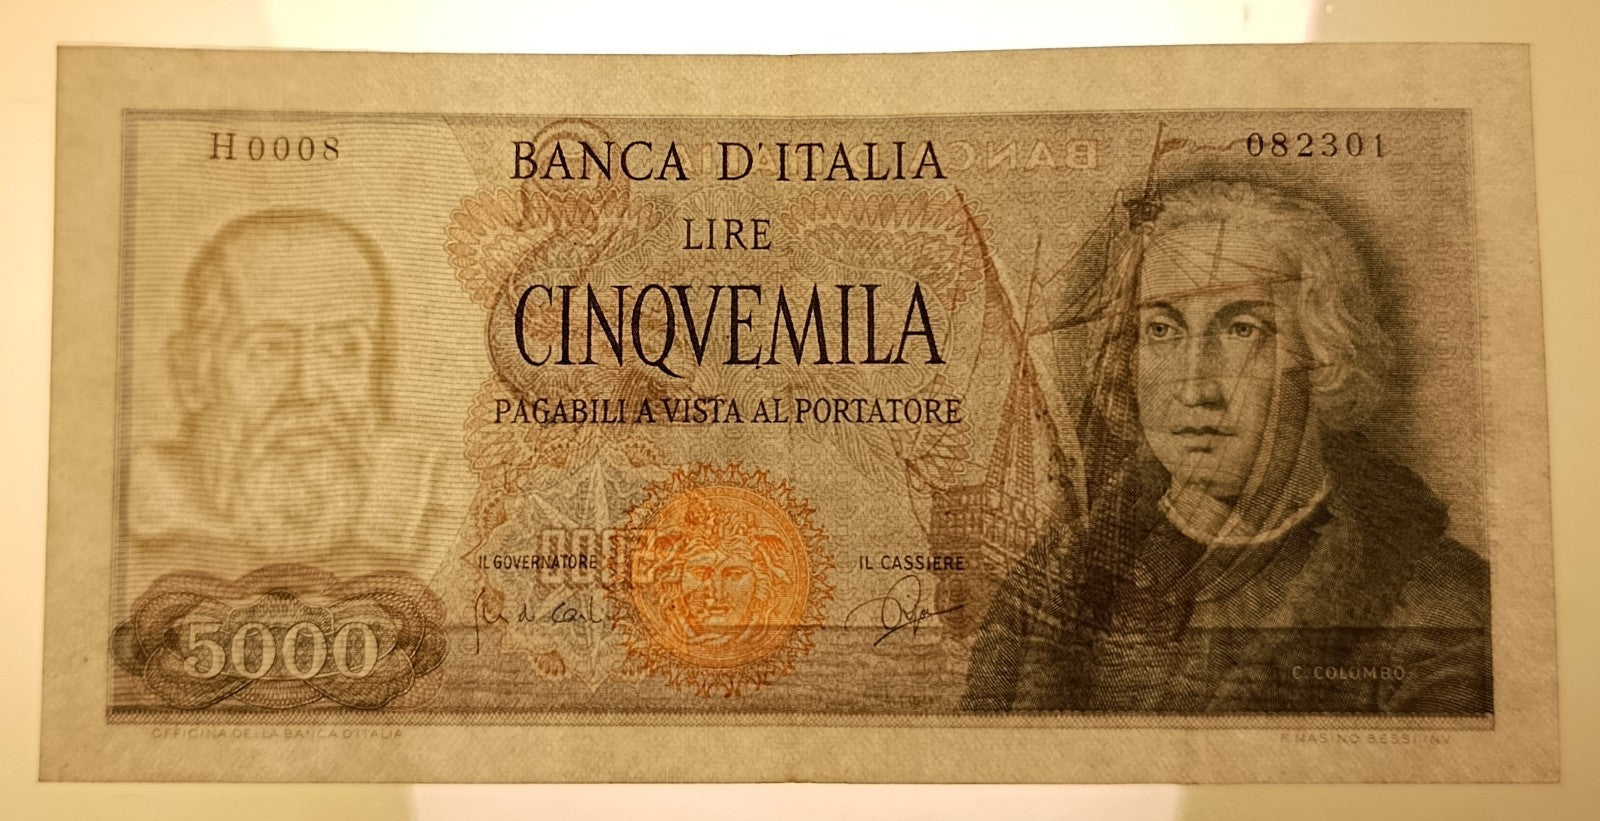 H0008
082301
BANCA D'ITALIA
LIRE
CINQVEMILA
PAGABILI A VISTA AL PORTATORE
IL GOVERNATORE
IL CASSIERE
5000
C. COLOMBO
OFFICINA DELLA BANCA D'ITALIA
F. MASINO BESSI INV.